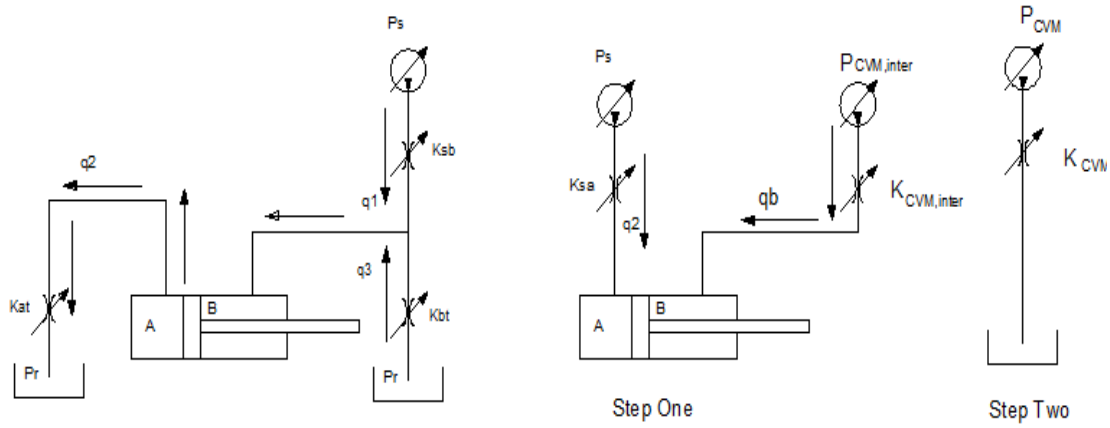 Ps
Ksb
q2
q1
q3
Kat
A
B
Kbt
Pr
Pr
Ps
PCVM,inter
Ksa
q2
qb
KCVM,inter
A
B
Step One
PCVM
KCVM
Step Two